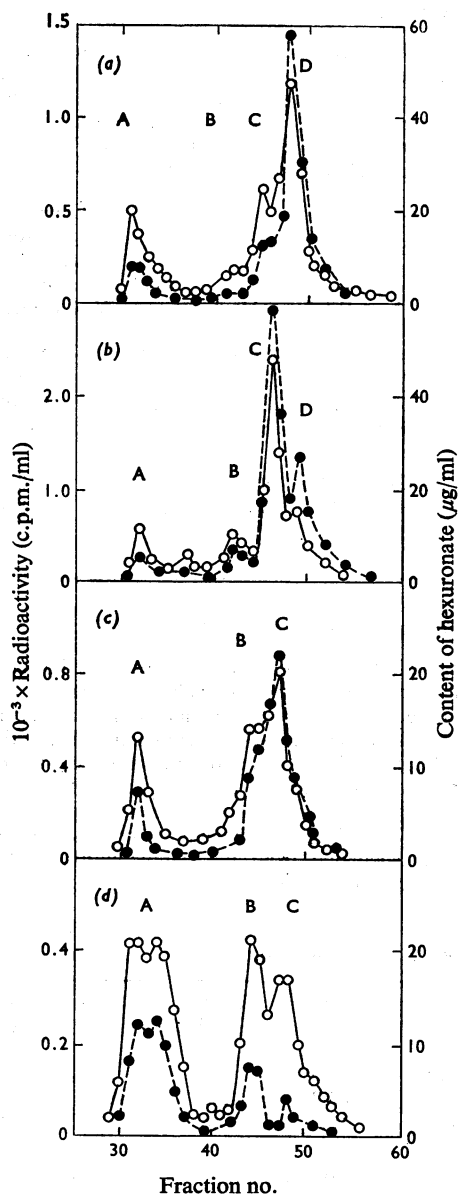 1.5
60
(a)
D
A
B
C
1.0
40
0.5
20
0
0
(b)
C
D
2.0
40
A
B
1.0
20
0
0
(c)
B
C
A
0.8
20
0.4
10
0
0
(d)
A
B
C
0.4
20
0.2
10
0
0
30
40
50
60
Fraction no.
10⁻³ × Radioactivity (c.p.m./ml)
Content of hexuronate (μg/ml)